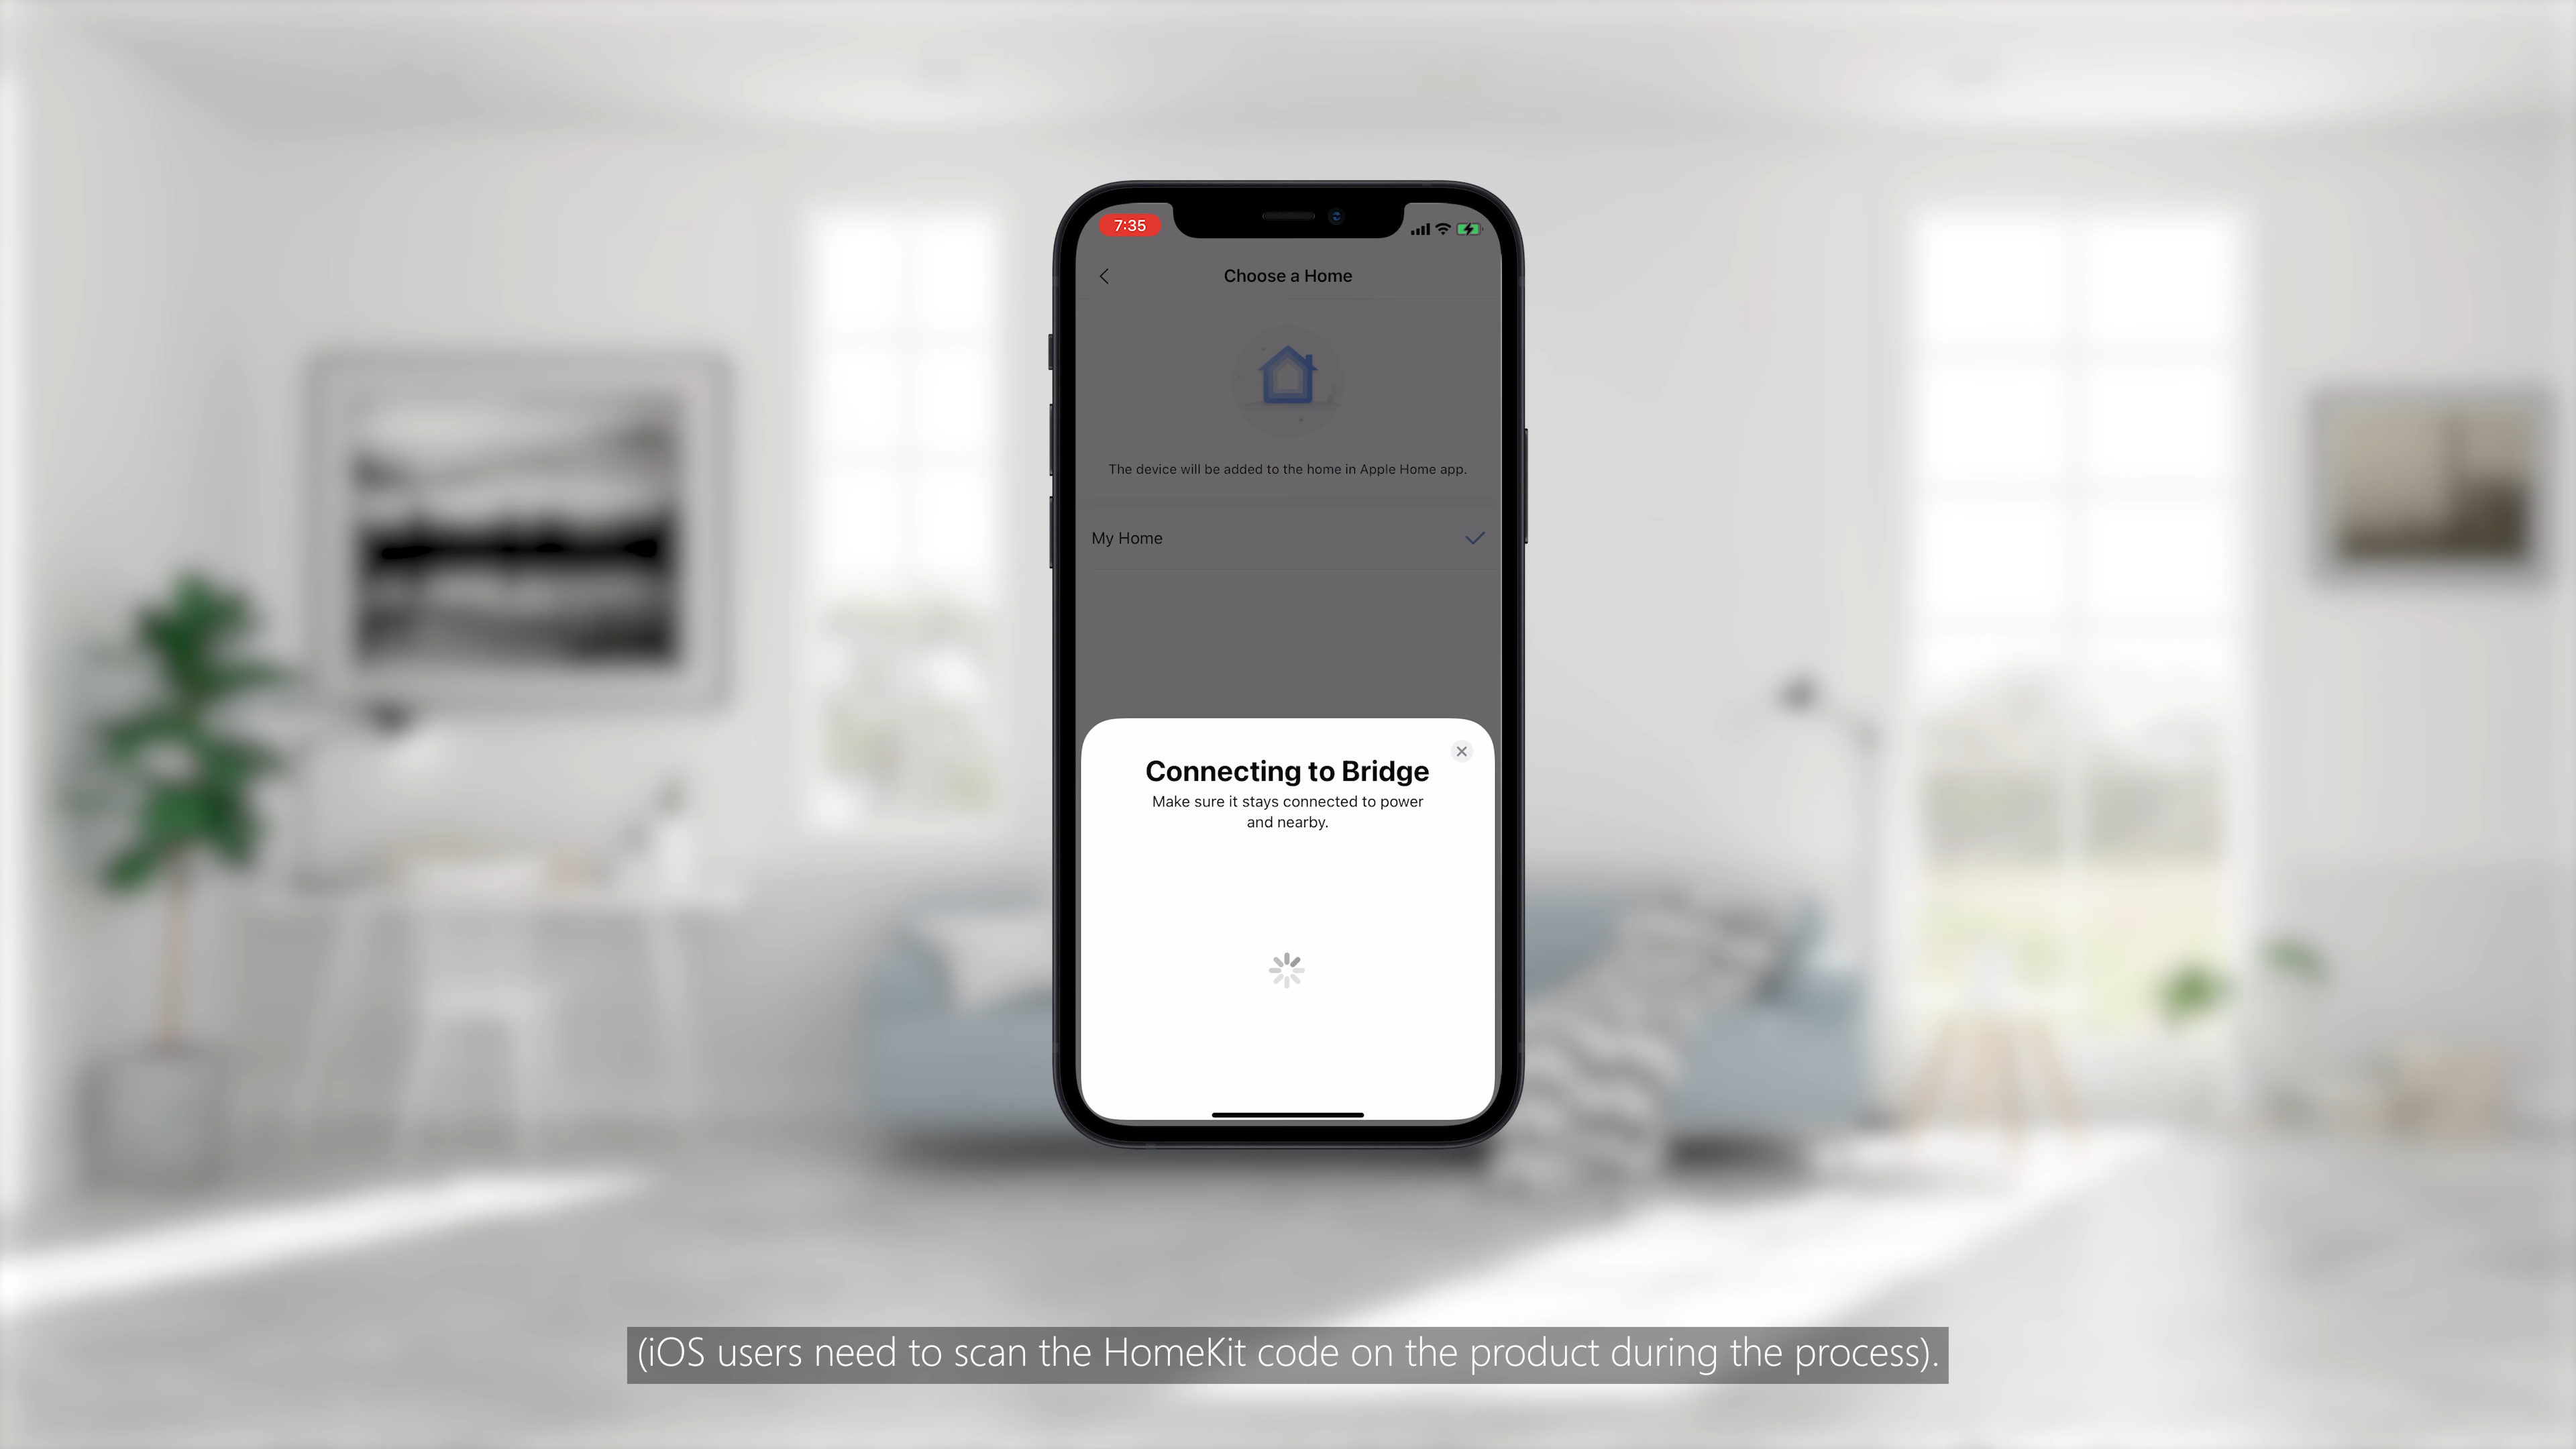 7:35
Choose a Home
The device will be added to the home in Apple Home app.
My Home
Connecting to Bridge
Make sure it stays connected to power
and nearby.
(iOS users need to scan the HomeKit code on the product during the process).